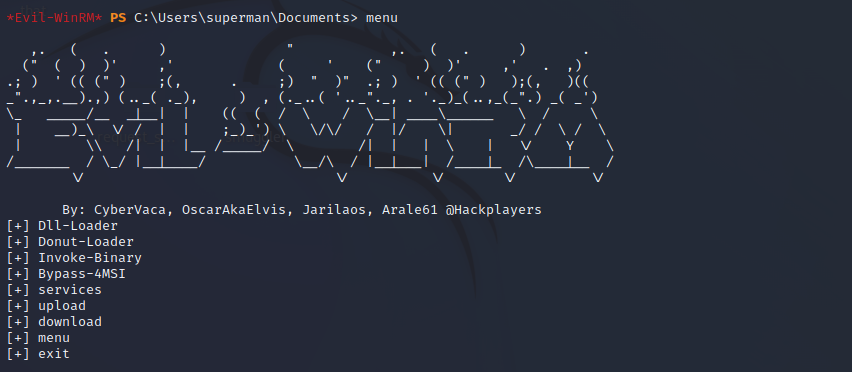 *Evil-WinRM* PS C:\Users\superman\Documents> menu
By: CyberVaca, OscarAkaElvis, Jarilaos, Arale61 @Hackplayers
[+] Dll-Loader
[+] Donut-Loader
[+] Invoke-Binary
[+] Bypass-4MSI
[+] services
[+] upload
[+] download
[+] menu
[+] exit